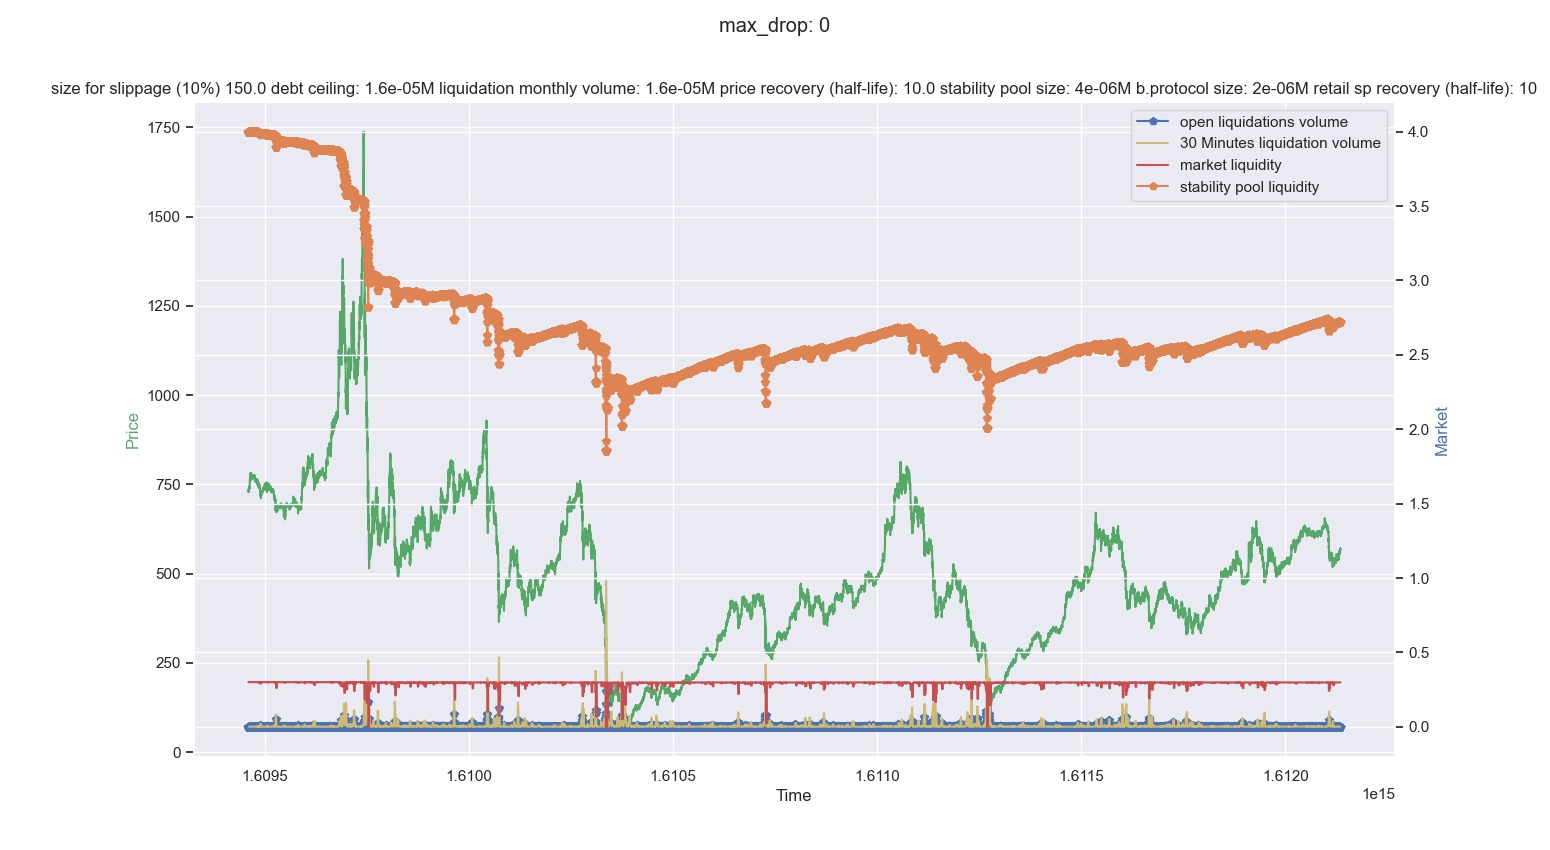 max_drop: 0
size for slippage (10%) 150.0 debt ceiling: 1.6e-05M liquidation monthly volume: 1.6e-05M price recovery (half-life): 10.0 stability pool size: 4e-06M b.protocol size: 2e-06M retail sp recovery (half-life): 10
open liquidations volume
30 Minutes liquidation volume
market liquidity
stability pool liquidity
1750
1500
1250
1000
750
500
250
0
Price
4.0
3.5
3.0
2.5
2.0
1.5
1.0
0.5
0.0
Market
1.6095 1.6100 1.6105 1.6110 1.6115 1.6120
Time
1e15